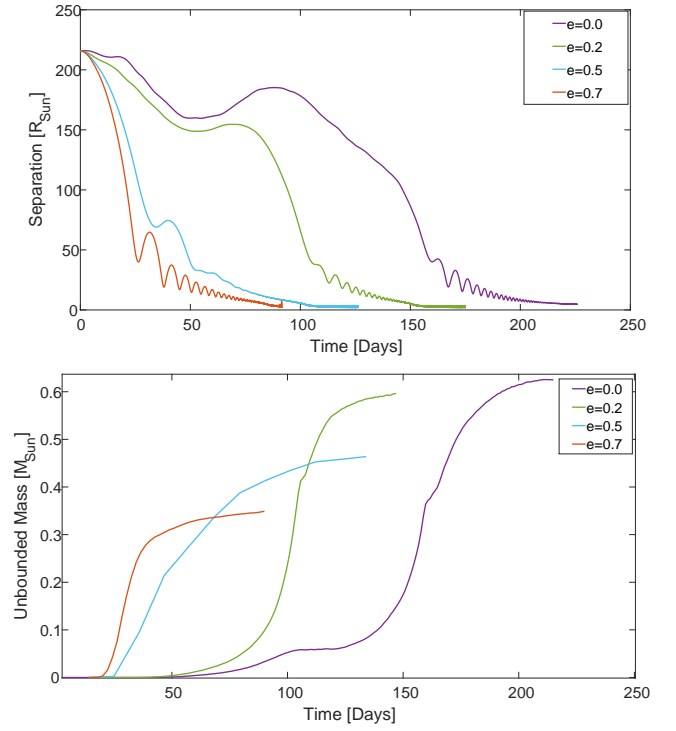 250
200
150
100
50
0
Separation [R_Sun]
0 50 100 150 200 250
Time [Days]
e=0.0
e=0.2
e=0.5
e=0.7
0.6
0.5
0.4
0.3
0.2
0.1
0
Unbounded Mass [M_Sun]
50 100 150 200 250
Time [Days]
e=0.0
e=0.2
e=0.5
e=0.7